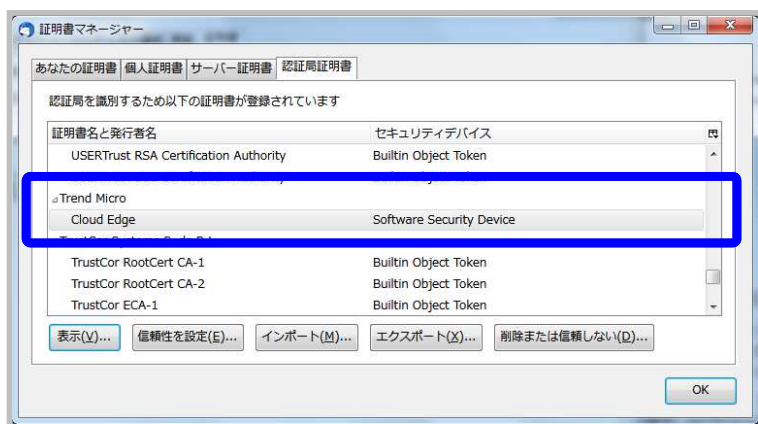 証明書マネージャー
あなたの証明書 個人証明書 サーバー証明書 認証局証明書
認証局を識別するため以下の証明書が登録されています
証明書名と発行者名 セキュリティデバイス
USERTrust RSA Certification Authority Builtin Object Token
Trend Micro
Cloud Edge Software Security Device
TrustCor RootCert CA-1 Builtin Object Token
TrustCor RootCert CA-2 Builtin Object Token
TrustCor ECA-1 Builtin Object Token
表示(V)... 信頼性を設定(E)... インポート(M)... エクスポート(X)... 削除または信頼しない(D)...
OK